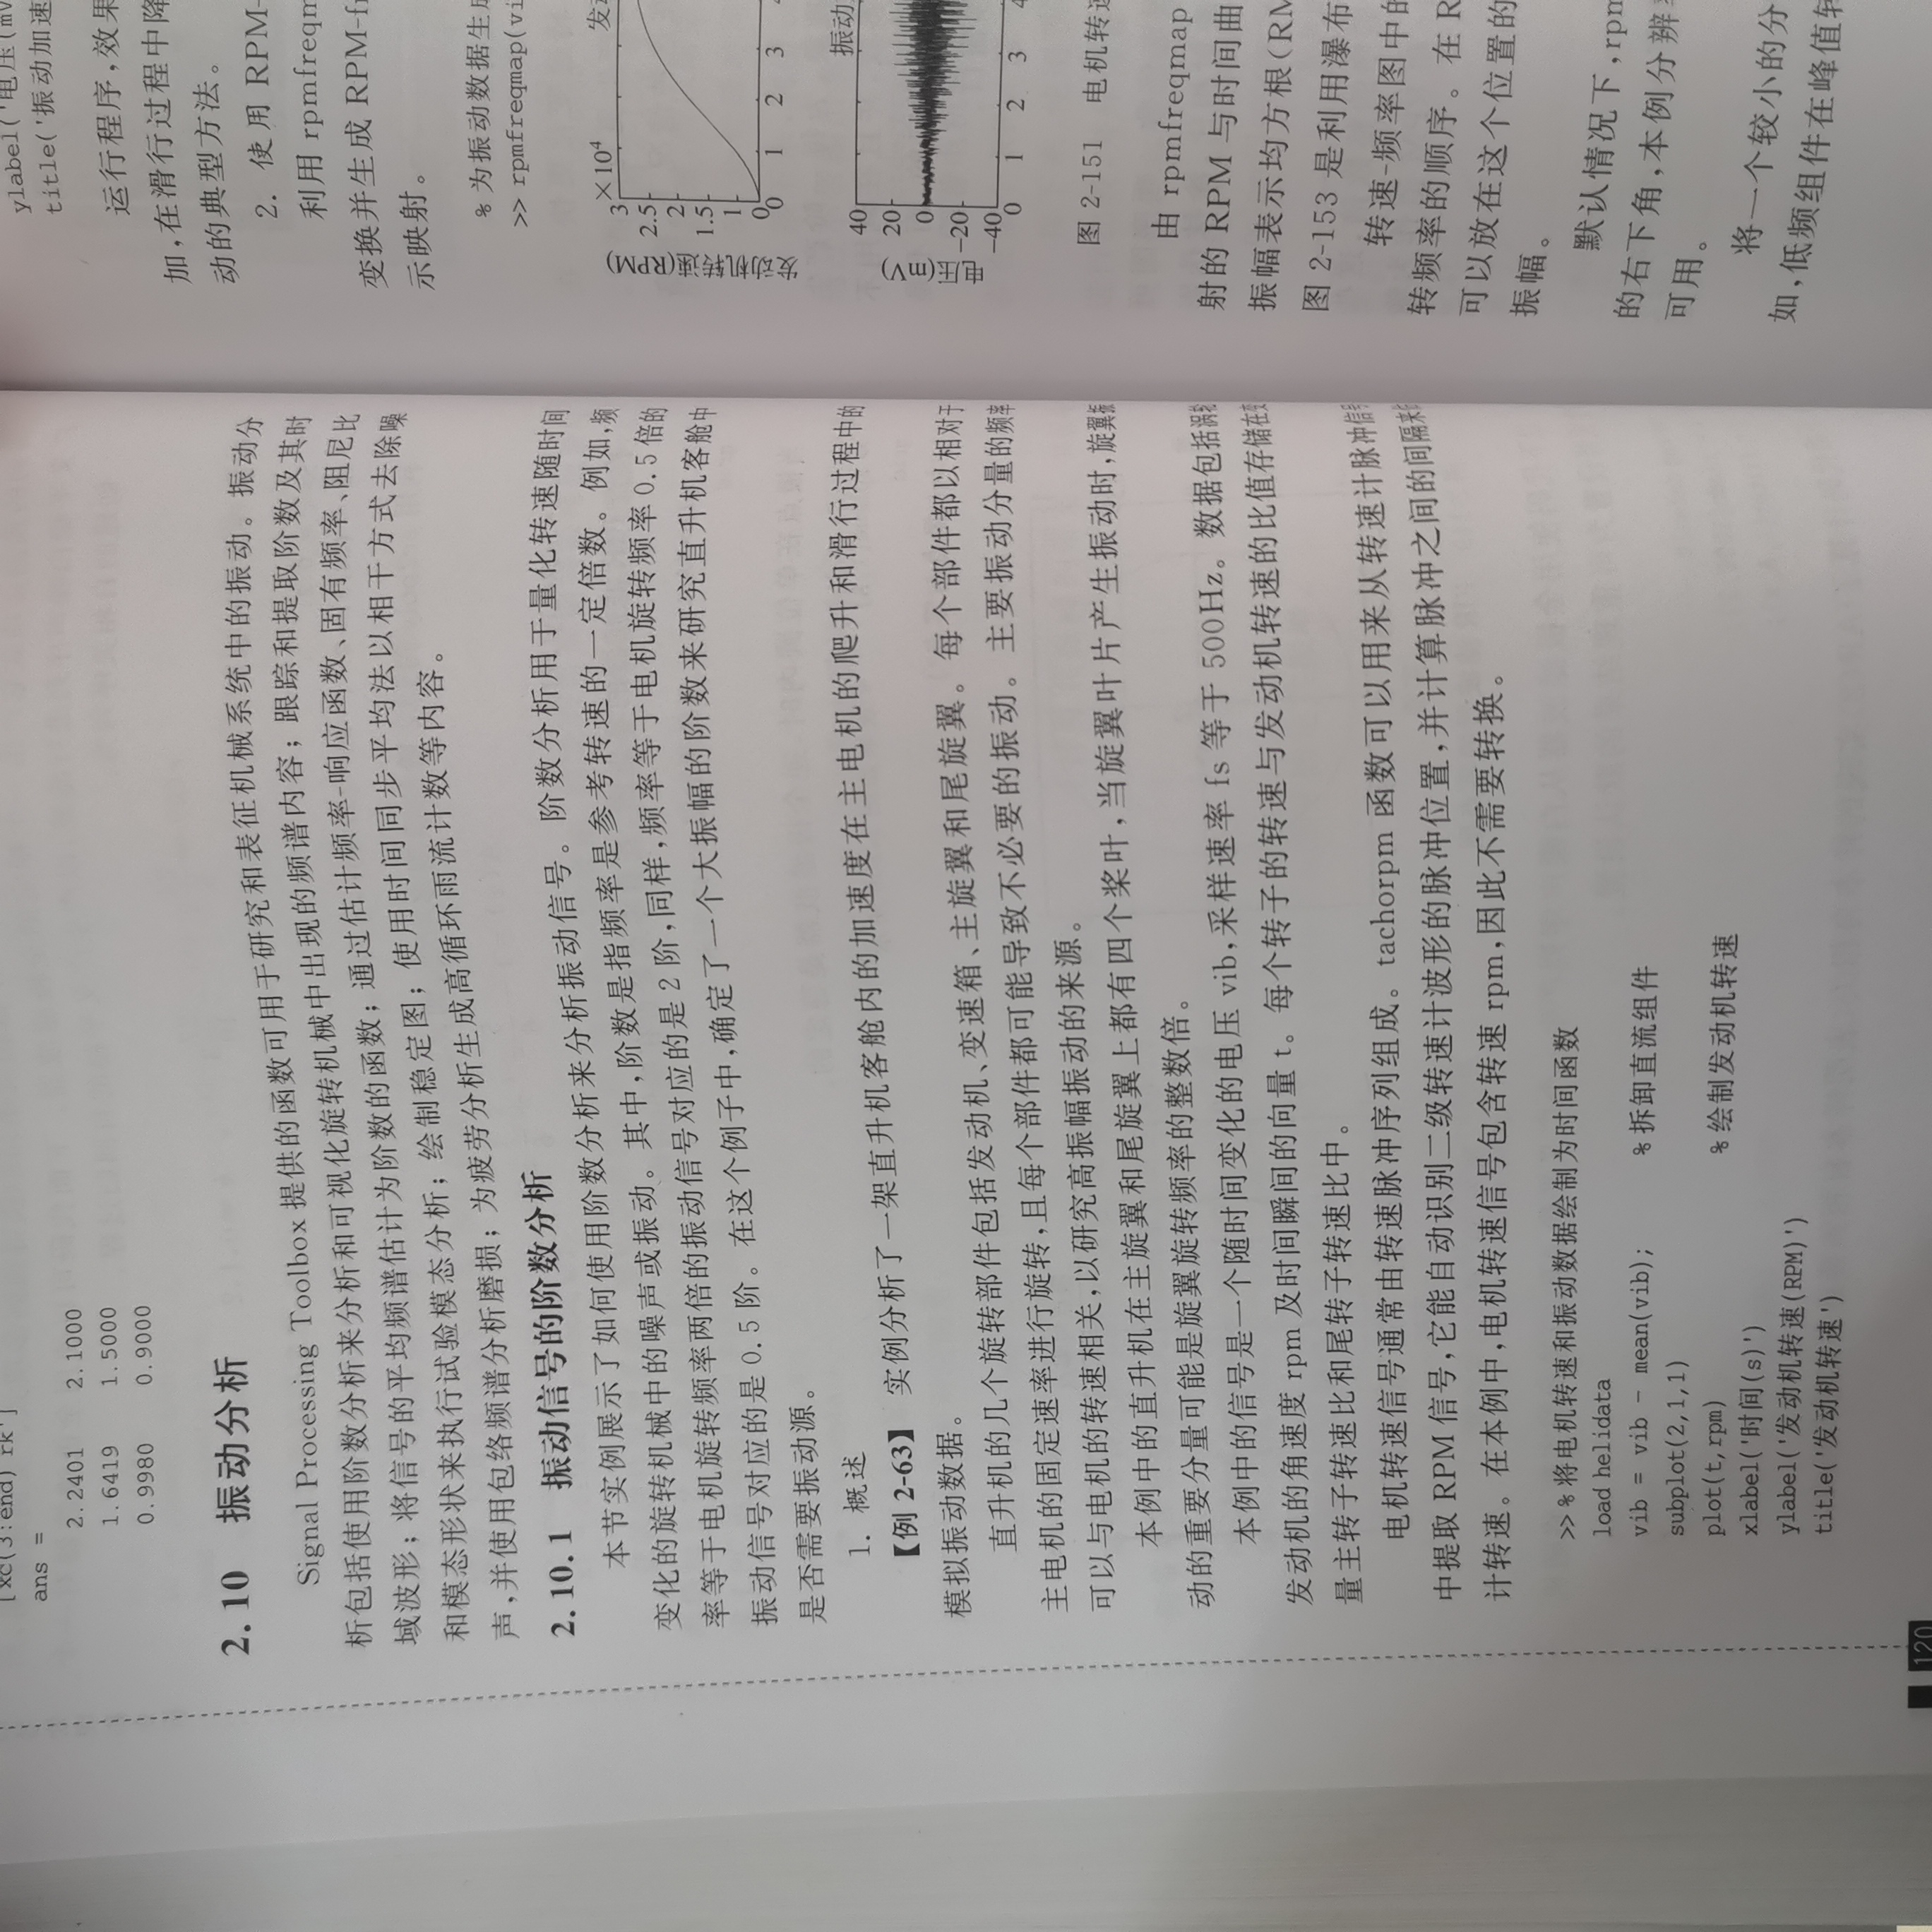 [xc(3:end) rk']
ans =
2.2401 2.1000
1.6419 1.5000
0.9980 0.9000
2.10 振动分析
Signal Processing Toolbox 提供的函数可用于研究和表征机械系统中的振动。振动分
析包括使用阶数分析来分析和可视化旋转机械中出现的频谱内容；跟踪和提取阶数及其时
域波形；将信号的平均频谱估计为阶数的函数；通过估计频率-响应函数、固有频率、阻尼比
和模态形状来执行试验模态分析；绘制稳定图；使用时间同步平均法以相干方式去除噪
声,并使用包络频谱分析磨损；为疲劳分析生成高循环雨流计数等内容。
2.10.1 振动信号的阶数分析
本节实例展示了如何使用阶数分析来分析振动信号。阶数分析用于量化转速随时间
变化的旋转机械中的噪声或振动。其中,阶数是指频率是参考转速的一定倍数。例如,频
率等于电机旋转频率两倍的振动信号对应的是 2 阶,同样,频率等于电机旋转频率 0.5 倍的
振动信号对应的是 0.5 阶。在这个例子中,确定了一个大振幅的阶数来研究直升机客舱中
是否需要振动源。
1. 概述
【例 2-63】 实例分析了一架直升机客舱内的加速度在主电机的爬升和滑行过程中的
模拟振动数据。
直升机的几个旋转部件包括发动机、变速箱、主旋翼和尾旋翼。每个部件都以相对于
主电机的固定速率进行旋转,且每个部件都可能导致不必要的振动。主要振动分量的频率
可以与电机的转速相关,以研究高振幅振动的来源。
本例中的直升机在主旋翼和尾旋翼上都有四个桨叶,当旋翼叶片产生振动时,旋翼振
动的重要分量可能是旋翼旋转频率的整数倍。
本例中的信号是一个随时间变化的电压 vib,采样速率 fs 等于 500Hz。数据包括涡轮
发动机的角速度 rpm 及时间瞬间的向量 t。每个转子的转速与发动机转速的比值存储在变
量主转子转速比和尾转子转速比中。
电机转速信号通常由转速脉冲序列组成。tachorpm 函数可以用来从转速计脉冲信号
中提取 RPM 信号,它能自动识别二级转速计波形的脉冲位置,并计算脉冲之间的间隔来估
计转速。在本例中,电机转速信号包含转速 rpm,因此不需要转换。
>> %将电机转速和振动数据绘制为时间函数
load helidata
vib = vib - mean(vib); %拆卸直流组件
subplot(2,1,1)
plot(t,rpm) %绘制发动机转速
xlabel('时间(s)')
ylabel('发动机转速(RPM)')
title('发动机转速')
120
ylabel('电压(mV
title('振动加速
运行程序,效果
加,在滑行过程中降
动的典型方法。
2. 使用 RPM-
利用 rpmfreqm
变换并生成 RPM-f
示映射。
%为振动数据生成
>> rpmfreqmap(vi
发动
×10⁴
3
2.5
2
1.5
1
0
发动机转速(RPM)
0 1 2 3
振动
40
20
0
-20
-40
电压(mV)
0 1 2 3 4
图 2-151 电机转速
由 rpmfreqmap
射的 RPM 与时间曲
振幅表示均方根(RM
图 2-153 是利用瀑布
转速-频率图中的
转频率的顺序。在 R
可以放在这个位置的
振幅。
默认情况下,rpm
的右下角,本例分辨
可用。
将一个较小的分
如,低频组件在峰值转